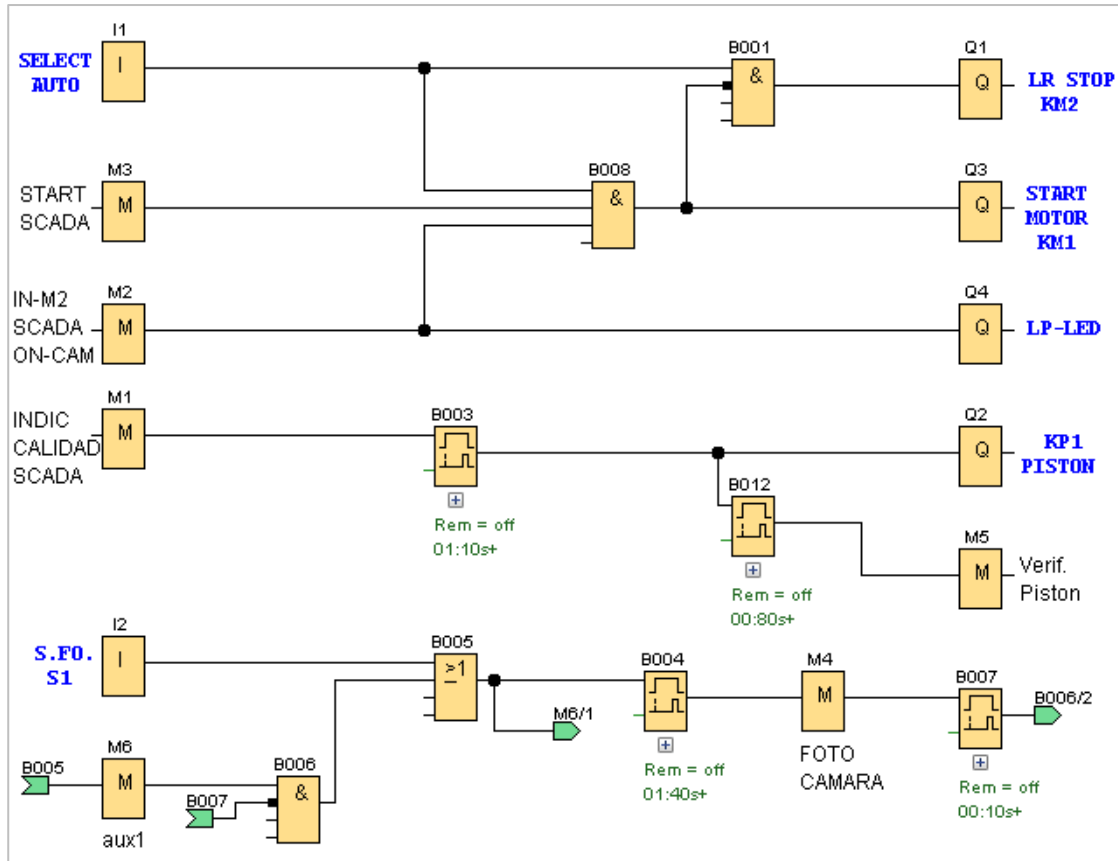 I1
SELECT
AUTO
I
B001
&
Q1
Q
LR STOP
KM2
M3
START
SCADA
M
B008
&
Q3
Q
START
MOTOR
KM1
M2
IN-M2
SCADA
ON-CAM
M
Q4
Q
LP-LED
M1
INDIC
CALIDAD
SCADA
M
B003
Rem = off
01:10s+
Q2
Q
KP1
PISTON
B012
Rem = off
00:80s+
M5
M
Verif.
Piston
I2
S.FO.
S1
I
B005
>1
M6/1
B004
Rem = off
01:40s+
M4
M
FOTO
CAMARA
B007
Rem = off
00:10s+
B006/2
B005
M6
M
aux1
B007
B006
&